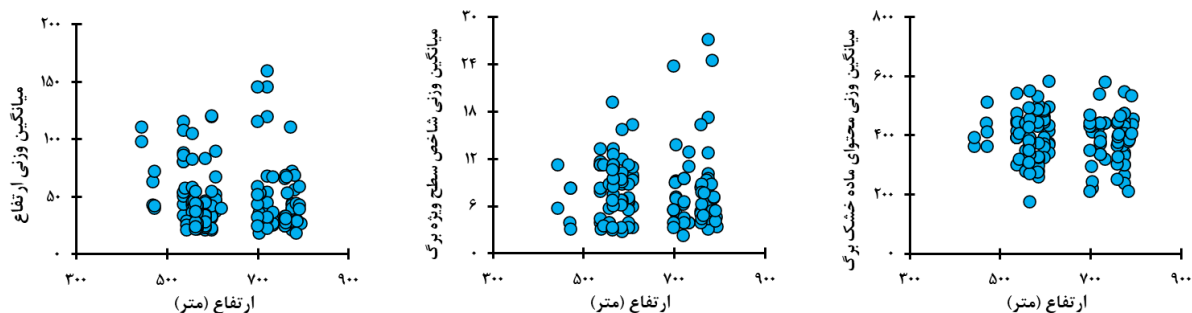 میانگین وزنی ارتفاع
۲۰۰
۱۵۰
۱۰۰
۵۰
۰
۳۰۰ ۵۰۰ ۷۰۰ ۹۰۰
ارتفاع (متر)
میانگین وزنی شاخص سطح ویژه برگ
۳۰
۲۴
۱۸
۱۲
۶
۰
۳۰۰ ۵۰۰ ۷۰۰ ۹۰۰
ارتفاع (متر)
میانگین وزنی محتوای ماده خشک برگ
۸۰۰
۶۰۰
۴۰۰
۲۰۰
۰
۳۰۰ ۵۰۰ ۷۰۰ ۹۰۰
ارتفاع (متر)